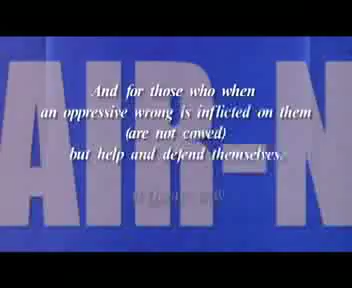 And for those who when
an oppressive wrong is inflicted on them
(are not cowed)
but help and defend themselves.
AIR-N